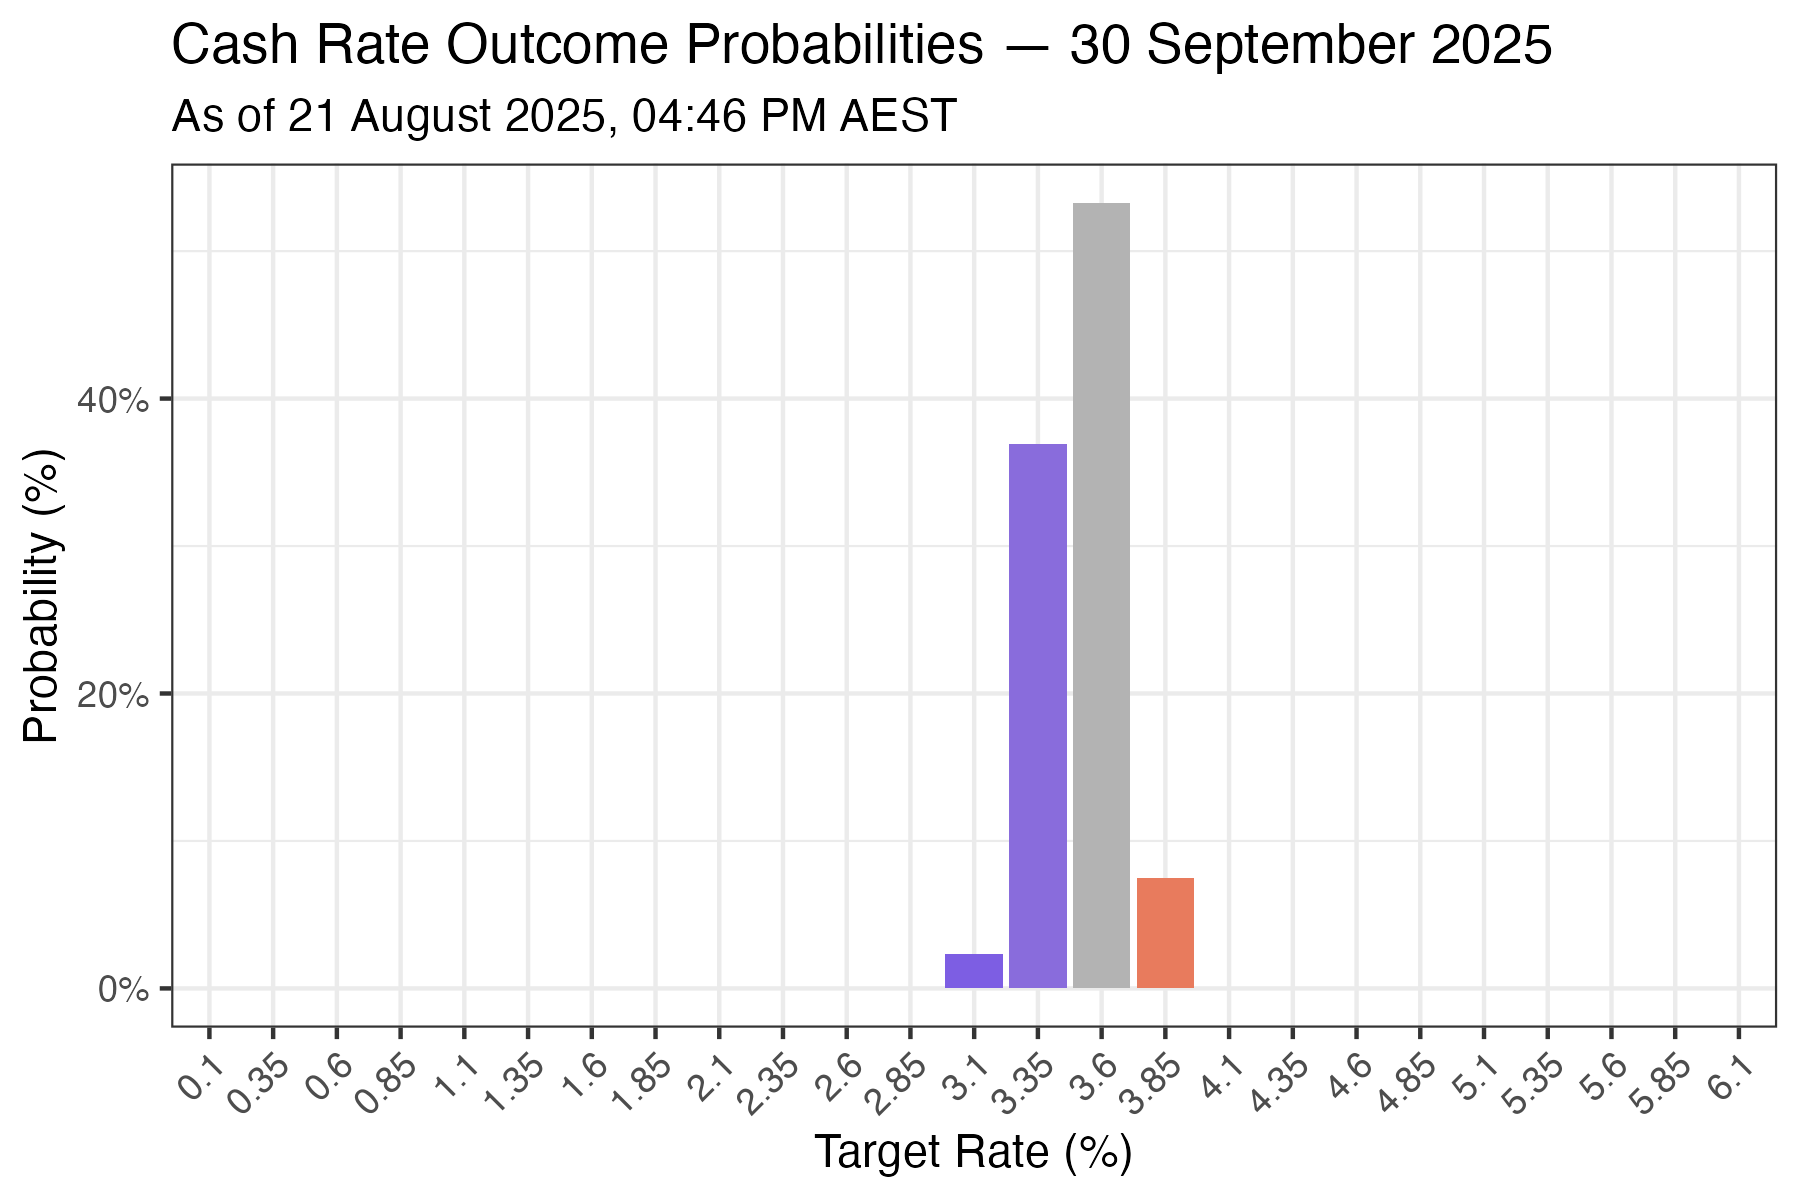 Cash Rate Outcome Probabilities — 30 September 2025
As of 21 August 2025, 04:46 PM AEST
Probability (%)
40%
20%
0%
0.1 0.35 0.6 0.85 1.1 1.35 1.6 1.85 2.1 2.35 2.6 2.85 3.1 3.35 3.6 3.85 4.1 4.35 4.6 4.85 5.1 5.35 5.6 5.85 6.1
Target Rate (%)